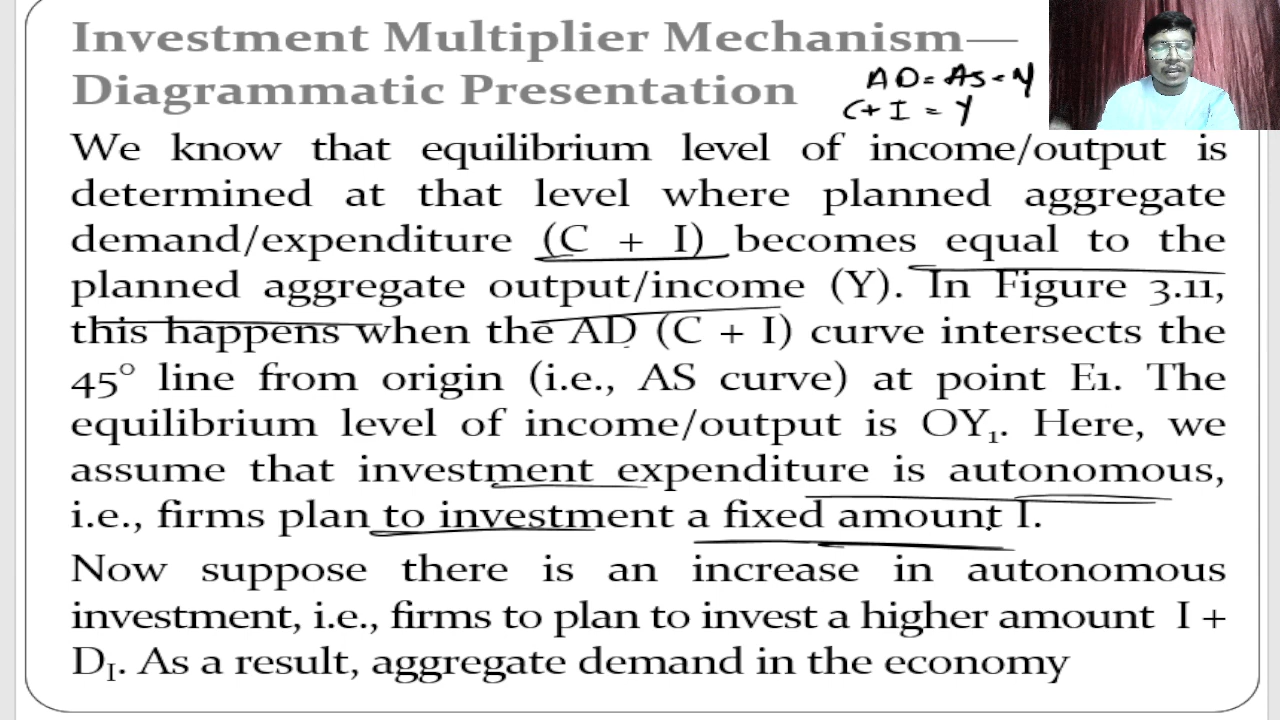 Investment Multiplier Mechanism—
Diagrammatic Presentation
AD = AS = Y
C + I = Y
We know that equilibrium level of income/output is
determined at that level where planned aggregate
demand/expenditure (C + I) becomes equal to the
planned aggregate output/income (Y). In Figure 3.11,
this happens when the AD (C + I) curve intersects the
45° line from origin (i.e., AS curve) at point E1. The
equilibrium level of income/output is OY₁. Here, we
assume that investment expenditure is autonomous,
i.e., firms plan to investment a fixed amount I.
Now suppose there is an increase in autonomous
investment, i.e., firms to plan to invest a higher amount I +
D_I. As a result, aggregate demand in the economy